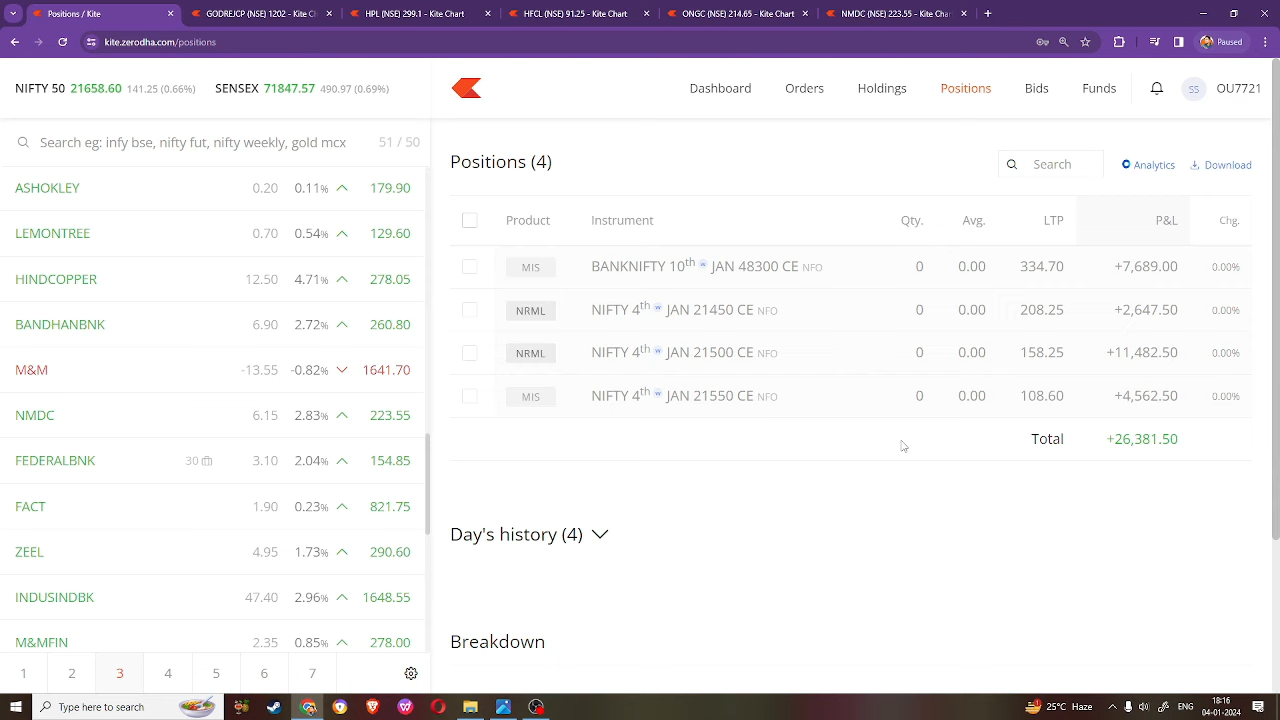 Positions / Kite
GODREJCP (NSE) 1202 - Kite C
HPL (NSE) 299.1 - Kite Chart
HFCL (NSE) 91.25 - Kite Chart
ONGC (NSE) 214.65 - Kite Chart
NMDC (NSE) 223.55 - Kite Char
kite.zerodha.com/positions
Paused
NIFTY 50 21658.60 141.25 (0.66%) SENSEX 71847.57 490.97 (0.69%)
Dashboard Orders Holdings Positions Bids Funds SS OU7721
Search eg: infy bse, nifty fut, nifty weekly, gold mcx 51 / 50
ASHOKLEY 0.20 0.11% 179.90
LEMONTREE 0.70 0.54% 129.60
HINDCOPPER 12.50 4.71% 278.05
BANDHANBNK 6.90 2.72% 260.80
M&M -13.55 -0.82% 1641.70
NMDC 6.15 2.83% 223.55
FEDERALBNK 30 3.10 2.04% 154.85
FACT 1.90 0.23% 821.75
ZEEL 4.95 1.73% 290.60
INDUSINDBK 47.40 2.96% 1648.55
M&MFIN 2.35 0.85% 278.00
1 2 3 4 5 6 7
Positions (4) Search Analytics Download
Product Instrument Qty. Avg. LTP P&L Chg.
MIS BANKNIFTY 10th w JAN 48300 CE NFO 0 0.00 334.70 +7,689.00 0.00%
NRML NIFTY 4th w JAN 21450 CE NFO 0 0.00 208.25 +2,647.50 0.00%
NRML NIFTY 4th w JAN 21500 CE NFO 0 0.00 158.25 +11,482.50 0.00%
MIS NIFTY 4th w JAN 21550 CE NFO 0 0.00 108.60 +4,562.50 0.00%
Total +26,381.50
Day's history (4)
Breakdown
Type here to search
25°C Haze
18:16
04-01-2024